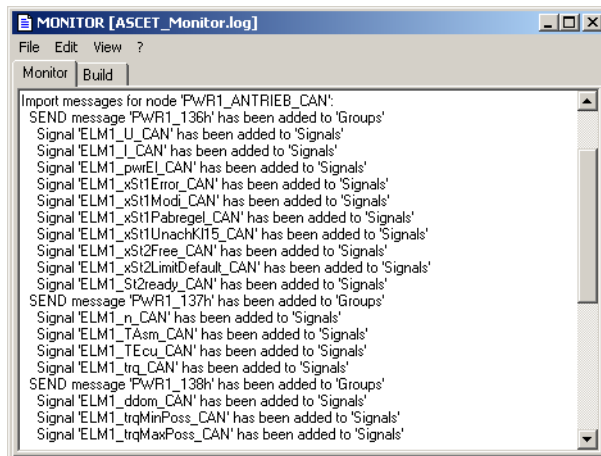 MONITOR [ASCET_Monitor.log]
File Edit View ?
Monitor Build
Import messages for node 'PWR1_ANTRIEB_CAN':
SEND message 'PWR1_136h' has been added to 'Groups'
Signal 'ELM1_U_CAN' has been added to 'Signals'
Signal 'ELM1_I_CAN' has been added to 'Signals'
Signal 'ELM1_pwrEl_CAN' has been added to 'Signals'
Signal 'ELM1_xSt1Error_CAN' has been added to 'Signals'
Signal 'ELM1_xSt1Modi_CAN' has been added to 'Signals'
Signal 'ELM1_xSt1Pabregel_CAN' has been added to 'Signals'
Signal 'ELM1_xSt1UnachKl15_CAN' has been added to 'Signals'
Signal 'ELM1_xSt2Free_CAN' has been added to 'Signals'
Signal 'ELM1_xSt2LimitDefault_CAN' has been added to 'Signals'
Signal 'ELM1_St2ready_CAN' has been added to 'Signals'
SEND message 'PWR1_137h' has been added to 'Groups'
Signal 'ELM1_n_CAN' has been added to 'Signals'
Signal 'ELM1_TAsm_CAN' has been added to 'Signals'
Signal 'ELM1_TEcu_CAN' has been added to 'Signals'
Signal 'ELM1_trq_CAN' has been added to 'Signals'
SEND message 'PWR1_138h' has been added to 'Groups'
Signal 'ELM1_ddom_CAN' has been added to 'Signals'
Signal 'ELM1_trqMinPoss_CAN' has been added to 'Signals'
Signal 'ELM1_trqMaxPoss_CAN' has been added to 'Signals'